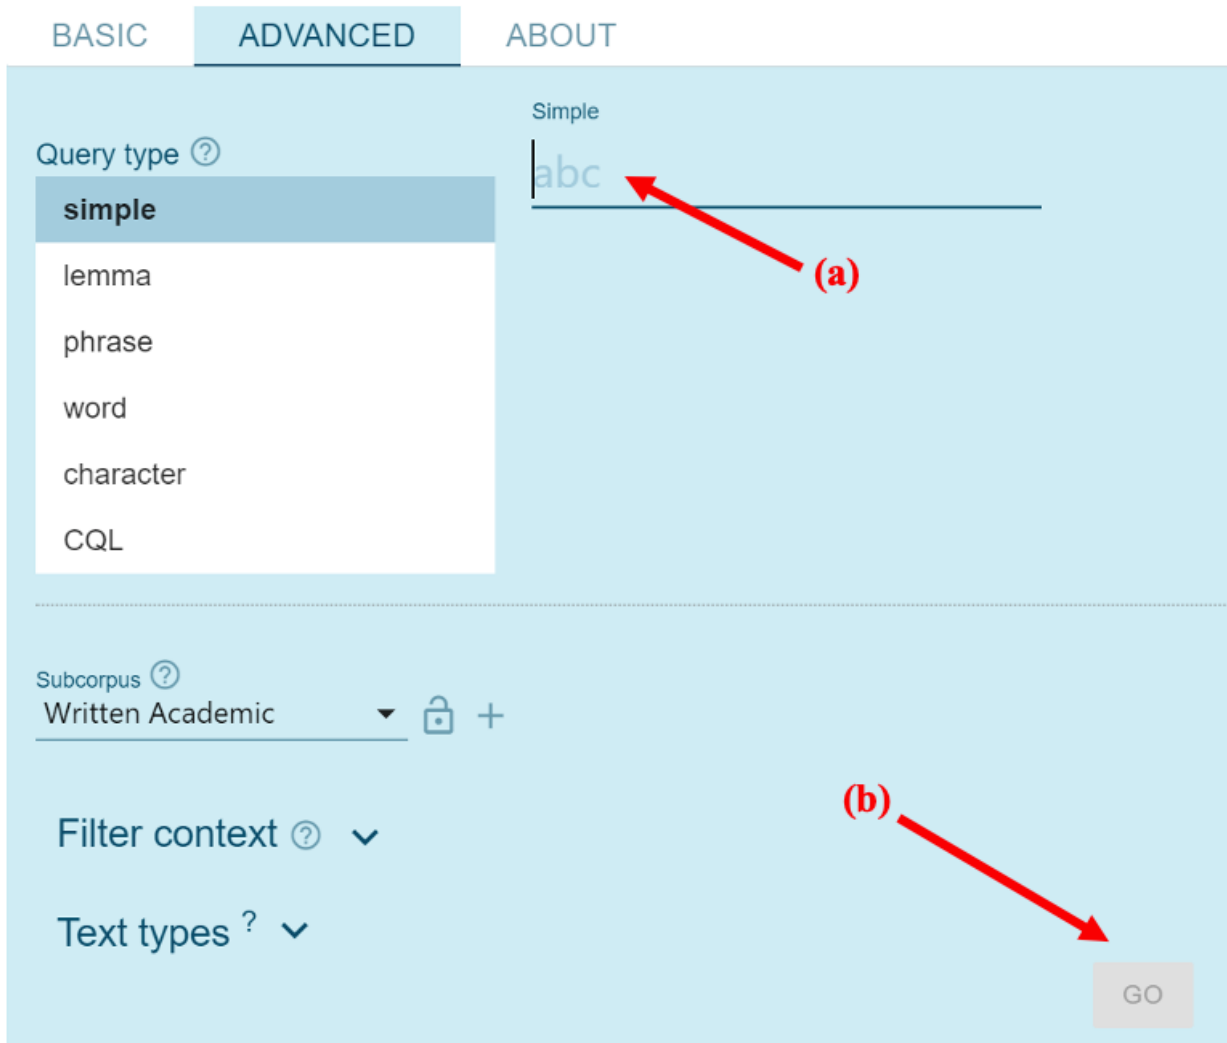 BASIC ADVANCED ABOUT
Simple
Query type ?
abc
simple
(a)
lemma
phrase
word
character
CQL
Subcorpus ?
Written Academic
(b)
Filter context ?
Text types ?
GO